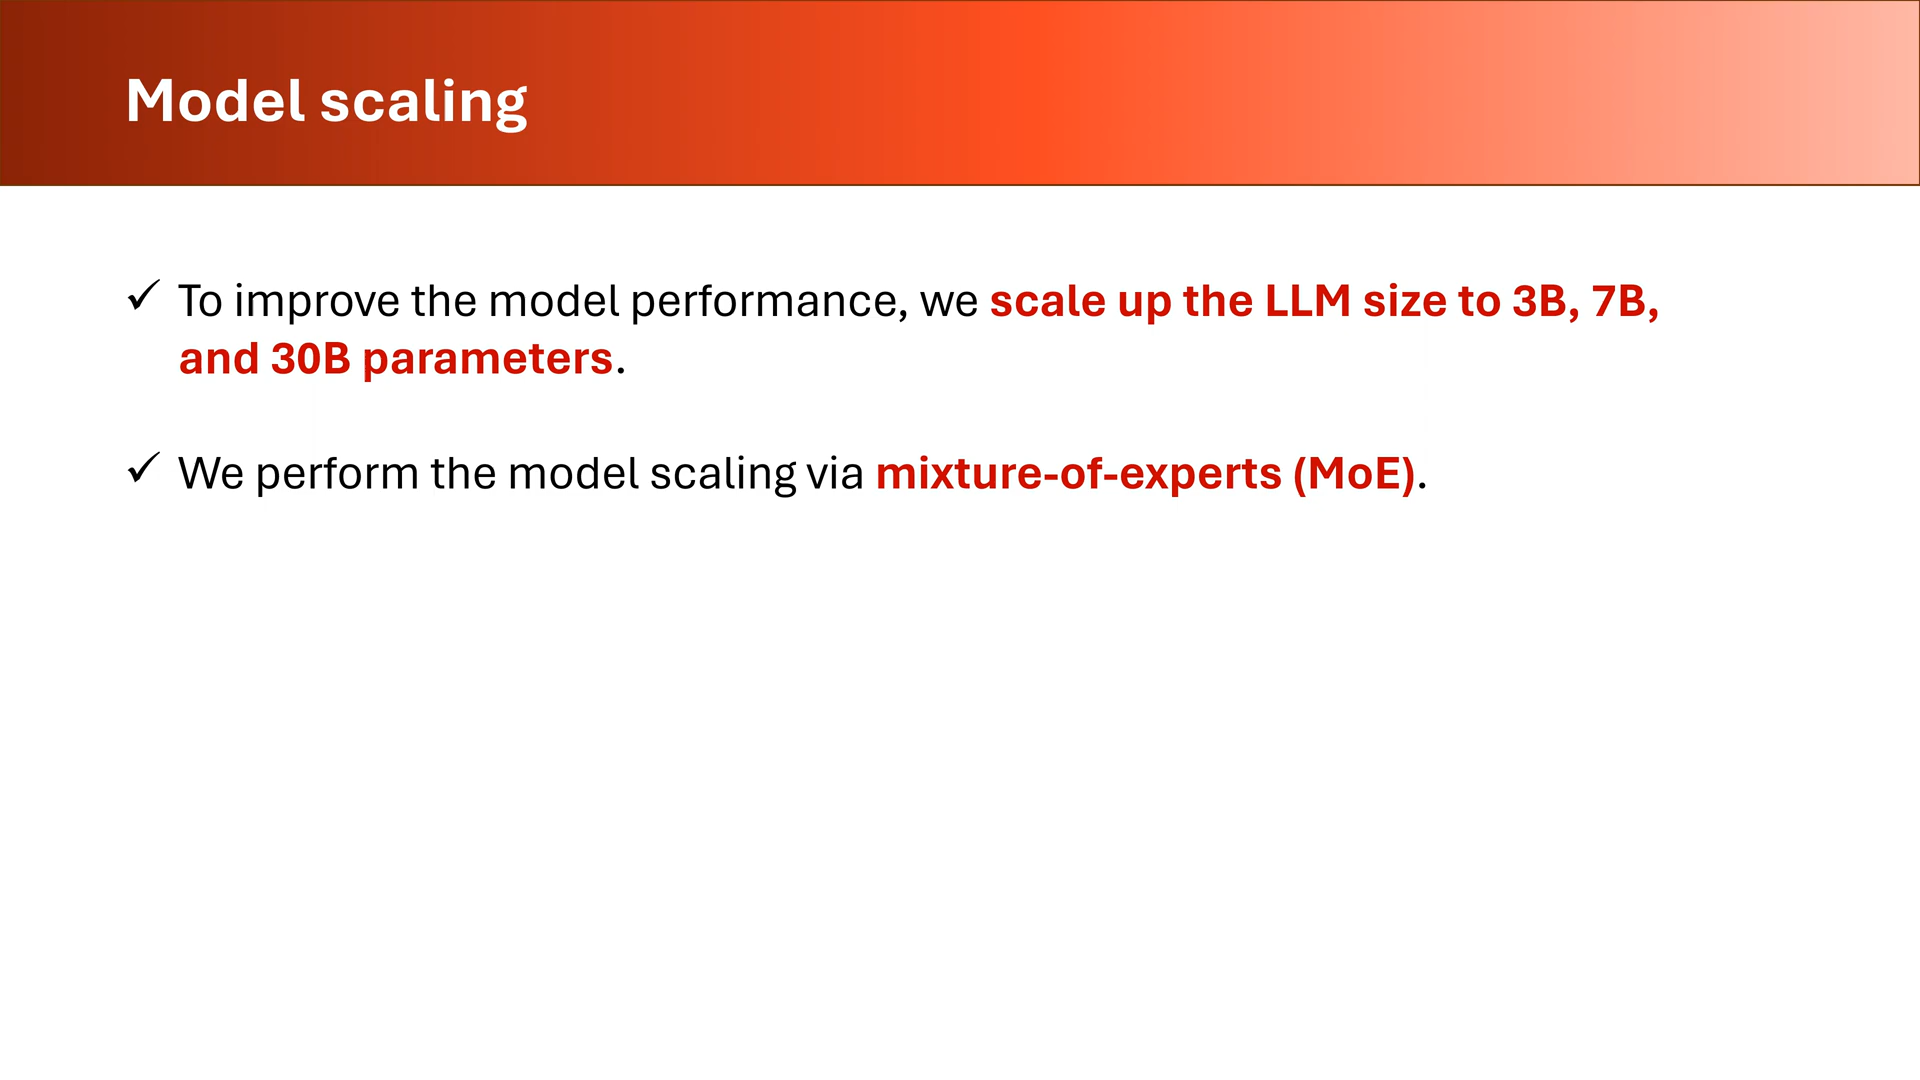 Model scaling
✓ To improve the model performance, we scale up the LLM size to 3B, 7B,
and 30B parameters.
✓ We perform the model scaling via mixture-of-experts (MoE).